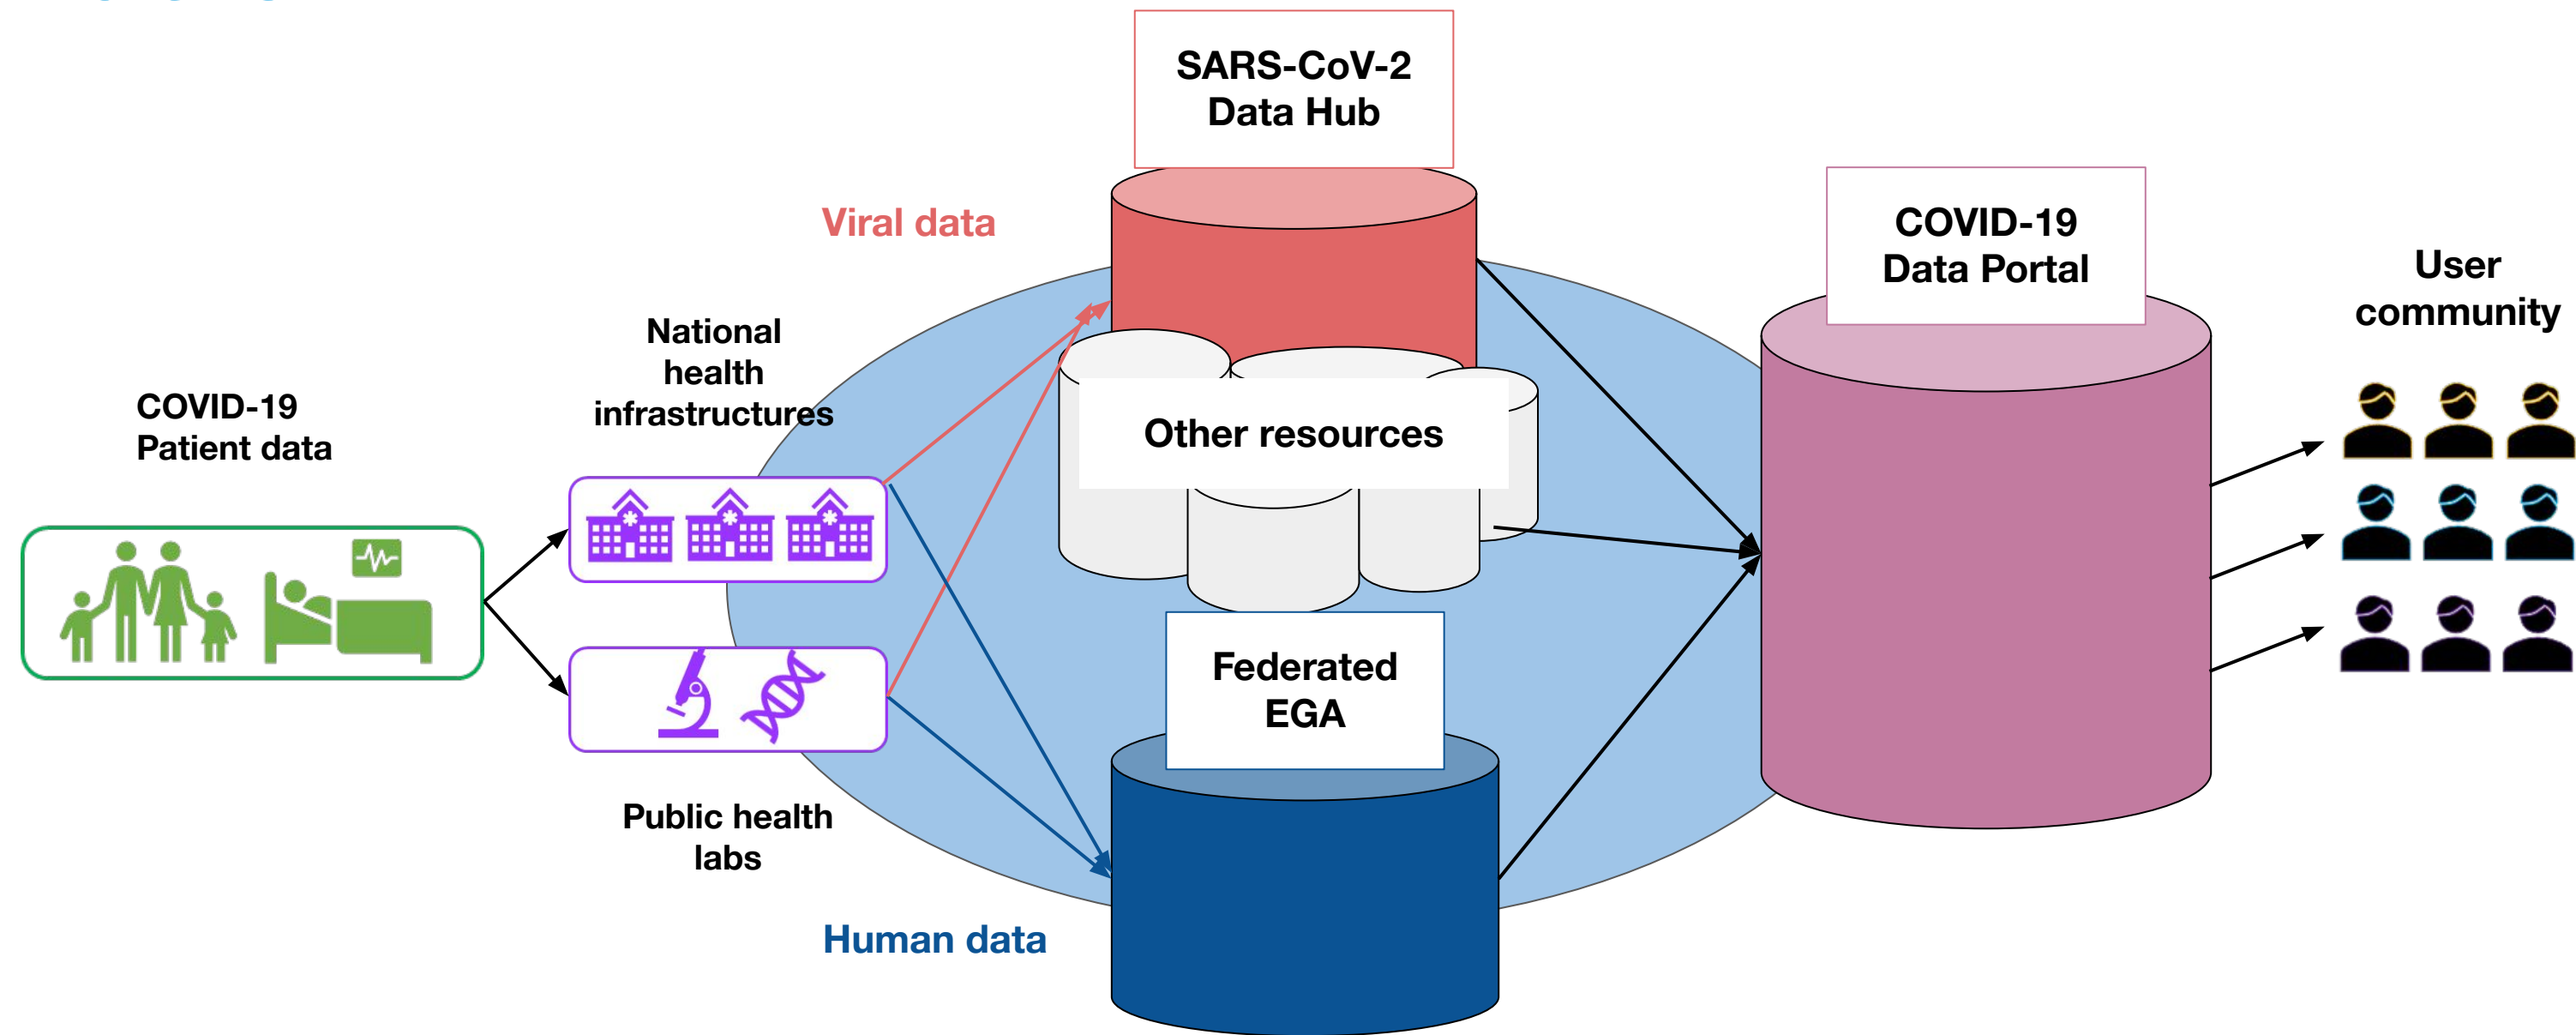 SARS-CoV-2
Data Hub
Viral data
COVID-19
Data Portal
User
community
National
health
infrastructures
COVID-19
Patient data
Other resources
Federated
EGA
Public health
labs
Human data